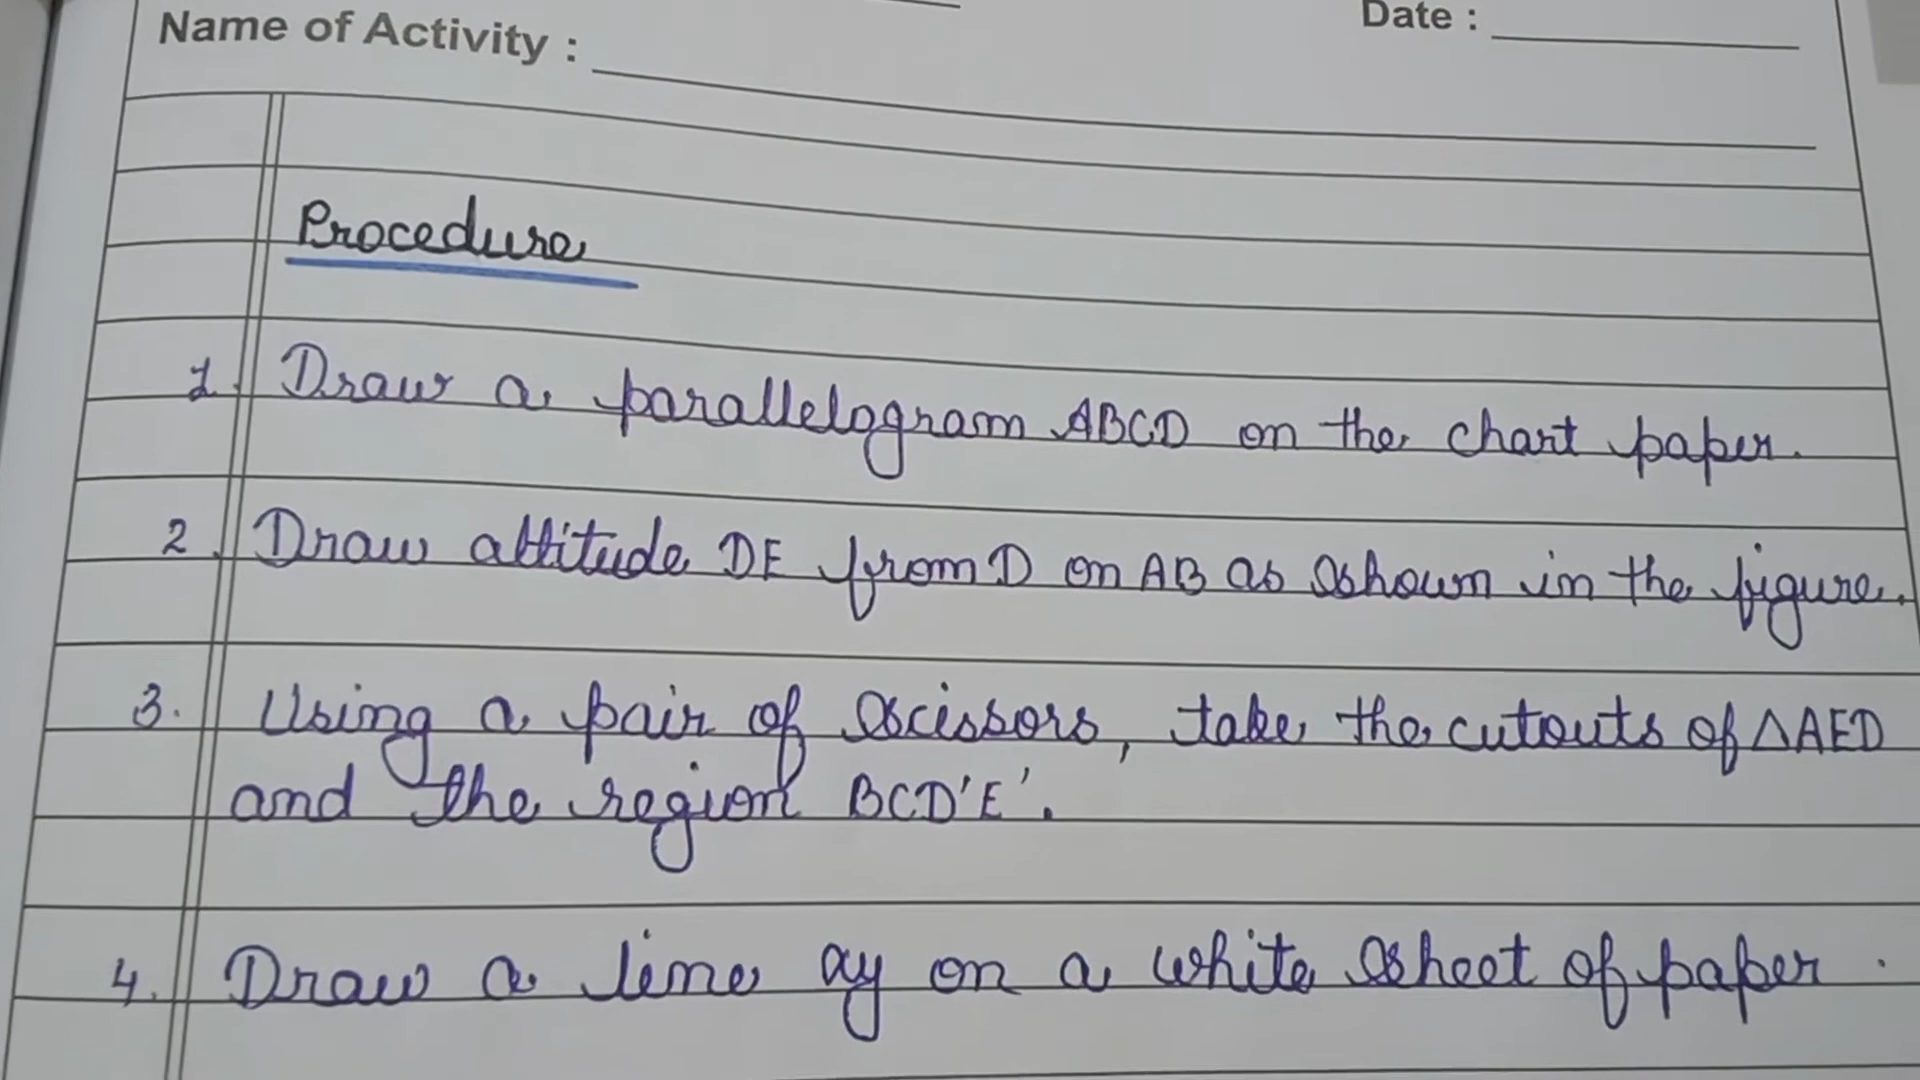 Name of Activity : Date :
Procedure
1. Draw a parallelogram ABCD on the chart paper.
2. Draw altitude DE from D on AB as shown in the figure.
3. Using a pair of scissors, take the cutouts of △AED
and the region BCD'E'.
4. Draw a line xy on a white sheet of paper.